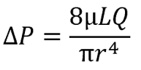 ΔP = 8μLQ / πr⁴